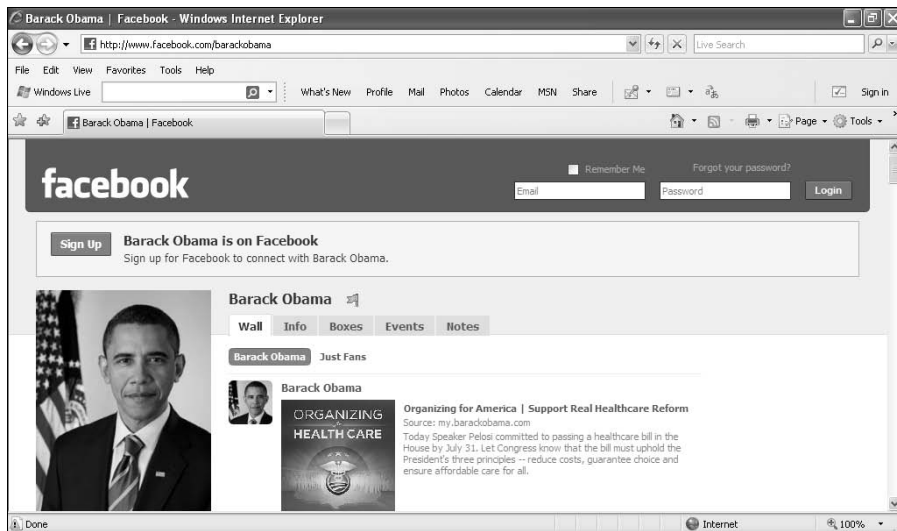 Barack Obama | Facebook - Windows Internet Explorer
http://www.facebook.com/barackobama
Live Search
File Edit View Favorites Tools Help
Windows Live What's New Profile Mail Photos Calendar MSN Share Sign in
Barack Obama | Facebook Page Tools
Remember Me Forgot your password?
facebook Email Password Login
Sign Up Barack Obama is on Facebook
Sign up for Facebook to connect with Barack Obama.
Barack Obama
Wall Info Boxes Events Notes
Barack Obama Just Fans
Barack Obama
ORGANIZING
for
HEALTH CARE
Organizing for America | Support Real Healthcare Reform
Source: my.barackobama.com
Today Speaker Pelosi committed to passing a healthcare bill in the
House by July 31. Let Congress know that the bill must uphold the
President's three principles -- reduce costs, guarantee choice and
ensure affordable care for all.
Done Internet 100%